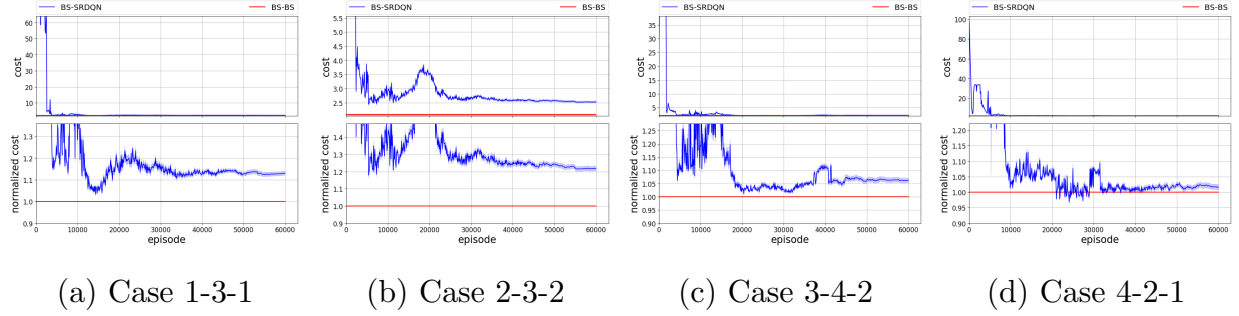 BS-SRDQN BS-BS
cost
60
50
40
30
20
10
normalized cost
1.3
1.2
1.1
1.0
0.9
0 10000 20000 30000 40000 50000 60000
episode
(a) Case 1-3-1
BS-SRDQN BS-BS
cost
5.5
5.0
4.5
4.0
3.5
3.0
2.5
normalized cost
1.4
1.3
1.2
1.1
1.0
0.9
0 10000 20000 30000 40000 50000 60000
episode
(b) Case 2-3-2
BS-SRDQN BS-BS
cost
35
30
25
20
15
10
5
normalized cost
1.25
1.20
1.15
1.10
1.05
1.00
0.95
0.90
0 10000 20000 30000 40000 50000 60000
episode
(c) Case 3-4-2
BS-SRDQN BS-BS
cost
100
80
60
40
20
normalized cost
1.20
1.15
1.10
1.05
1.00
0.95
0.90
0 10000 20000 30000 40000 50000 60000
episode
(d) Case 4-2-1